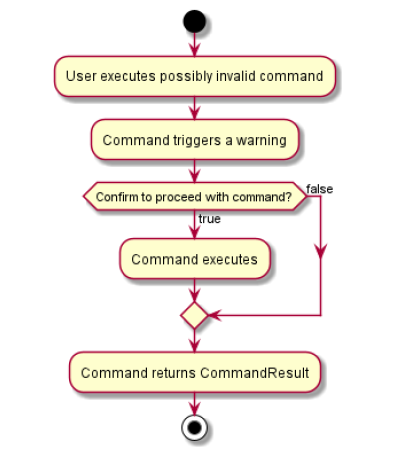 User executes possibly invalid command
Command triggers a warning
Confirm to proceed with command?
false
true
Command executes
Command returns CommandResult